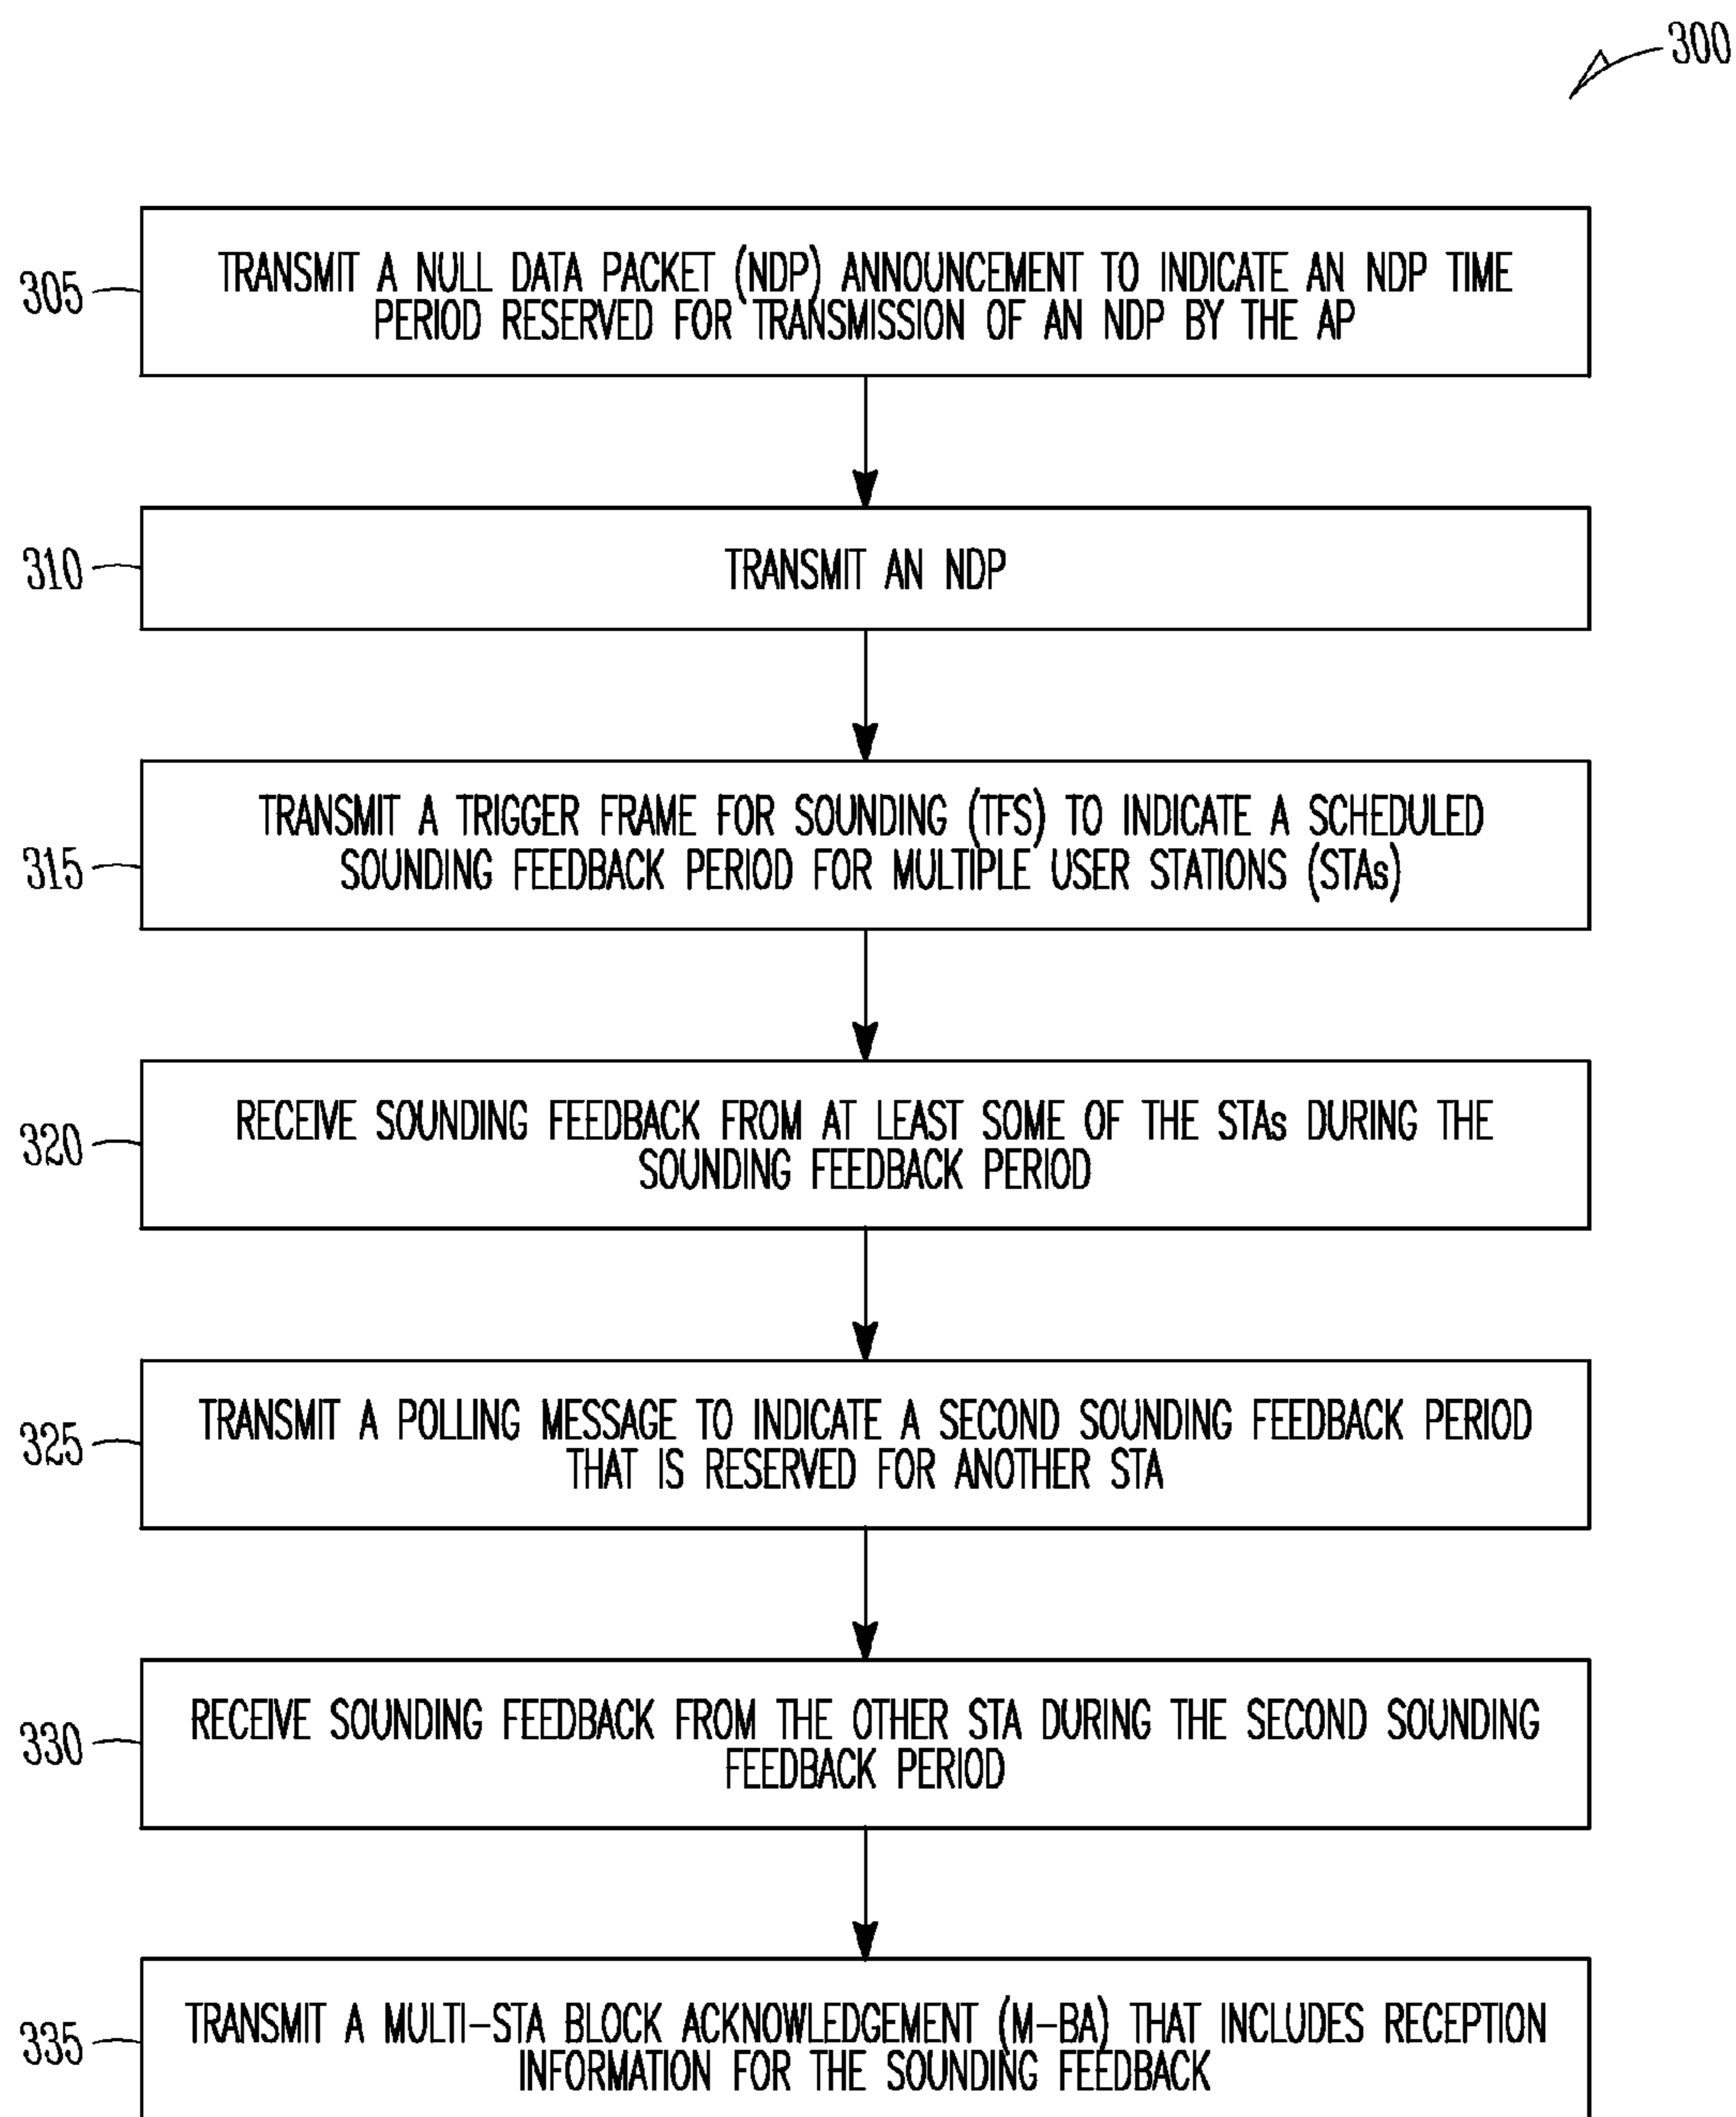 300
305
TRANSMIT A NULL DATA PACKET (NDP) ANNOUNCEMENT TO INDICATE AN NDP TIME
PERIOD RESERVED FOR TRANSMISSION OF AN NDP BY THE AP
310
TRANSMIT AN NDP
315
TRANSMIT A TRIGGER FRAME FOR SOUNDING (TFS) TO INDICATE A SCHEDULED
SOUNDING FEEDBACK PERIOD FOR MULTIPLE USER STATIONS (STAs)
320
RECEIVE SOUNDING FEEDBACK FROM AT LEAST SOME OF THE STAs DURING THE
SOUNDING FEEDBACK PERIOD
325
TRANSMIT A POLLING MESSAGE TO INDICATE A SECOND SOUNDING FEEDBACK PERIOD
THAT IS RESERVED FOR ANOTHER STA
330
RECEIVE SOUNDING FEEDBACK FROM THE OTHER STA DURING THE SECOND SOUNDING
FEEDBACK PERIOD
335
TRANSMIT A MULTI-STA BLOCK ACKNOWLEDGEMENT (M-BA) THAT INCLUDES RECEPTION
INFORMATION FOR THE SOUNDING FEEDBACK